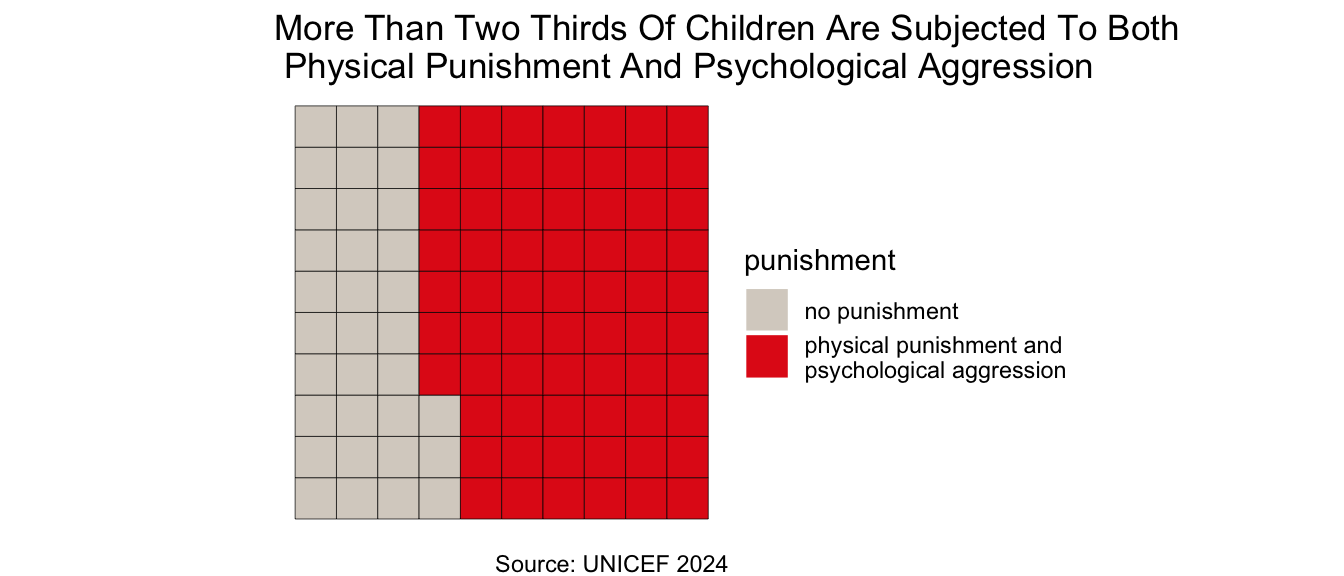 More Than Two Thirds Of Children Are Subjected To Both
Physical Punishment And Psychological Aggression
punishment
no punishment
physical punishment and
psychological aggression
Source: UNICEF 2024